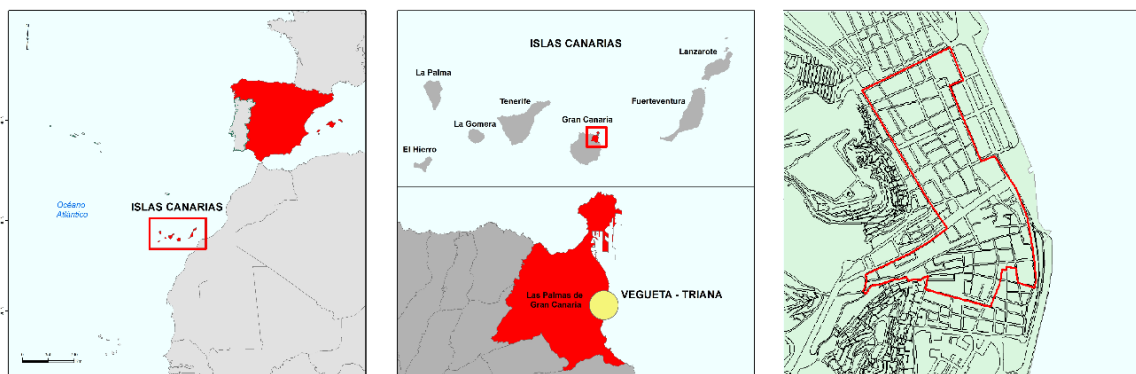 Océano
Atlántico
ISLAS CANARIAS
ISLAS CANARIAS
Lanzarote
La Palma
Tenerife
Fuerteventura
La Gomera
Gran Canaria
El Hierro
Las Palmas de
Gran Canaria
VEGUETA - TRIANA